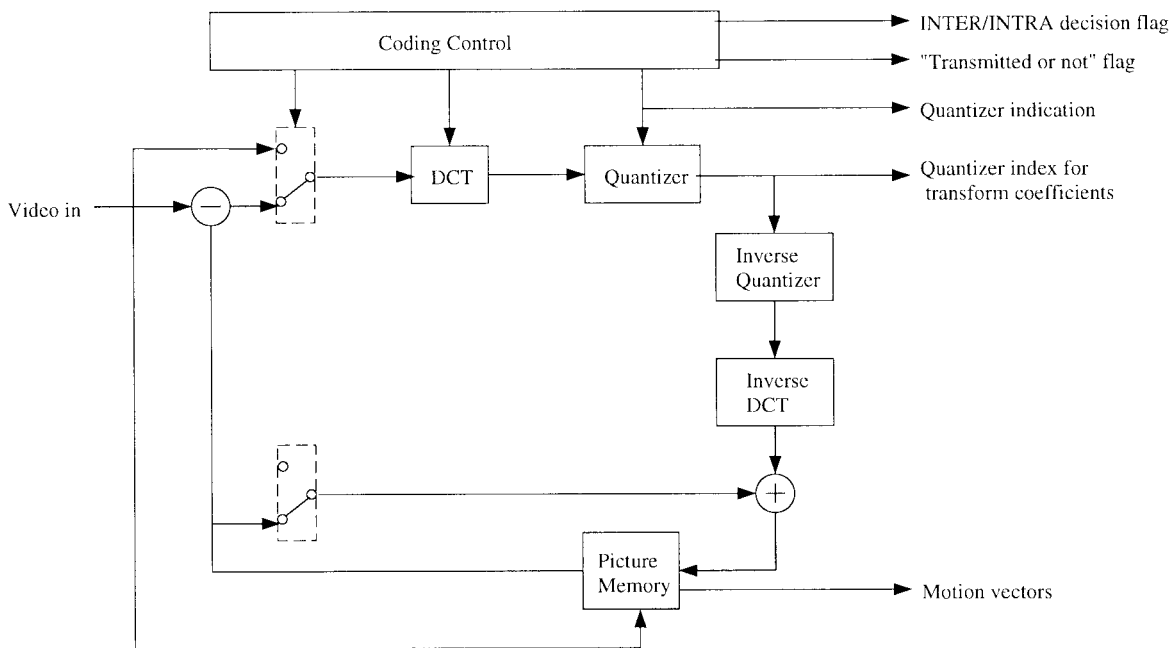 Coding Control
INTER/INTRA decision flag
"Transmitted or not" flag
Quantizer indication
DCT
Quantizer
Quantizer index for
transform coefficients
Video in
Inverse
Quantizer
Inverse
DCT
Picture
Memory
Motion vectors